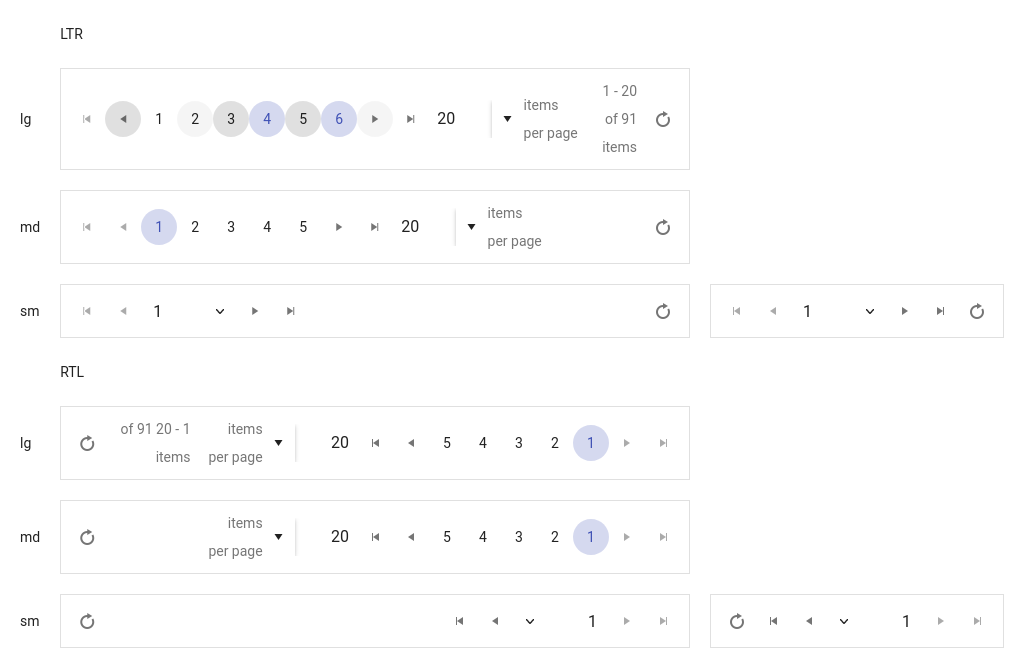 LTR
lg 1 2 3 4 5 6 20 items per page 1 - 20 of 91 items
md 1 2 3 4 5 20 items per page
sm 1 1
RTL
lg of 91 20 - 1 items items per page 20 5 4 3 2 1
md items per page 20 5 4 3 2 1
sm 1 1